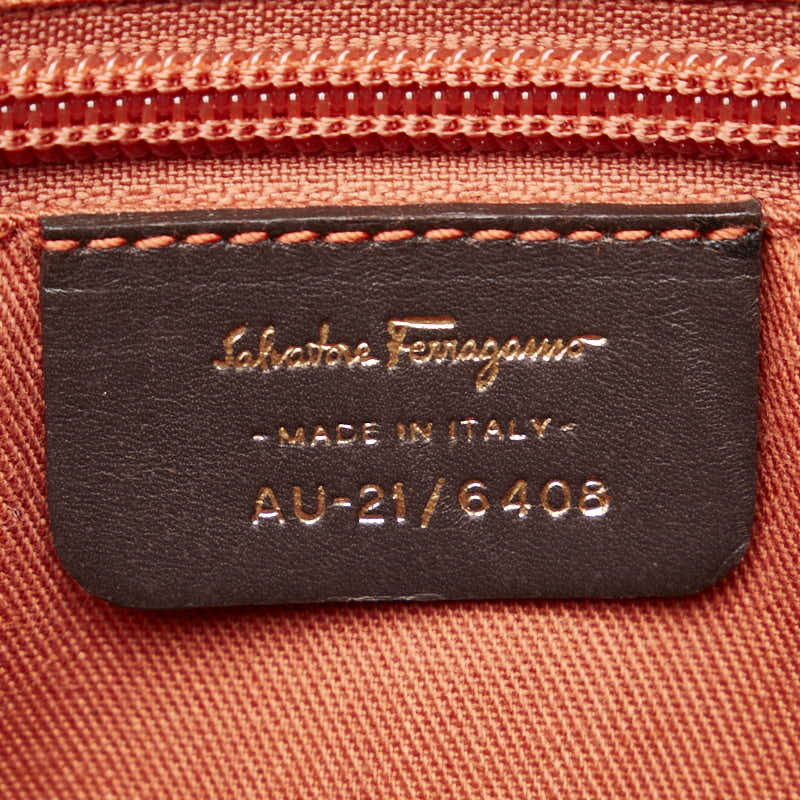 Salvatore Ferragamo
-MADE IN ITALY-
AU-21/6408